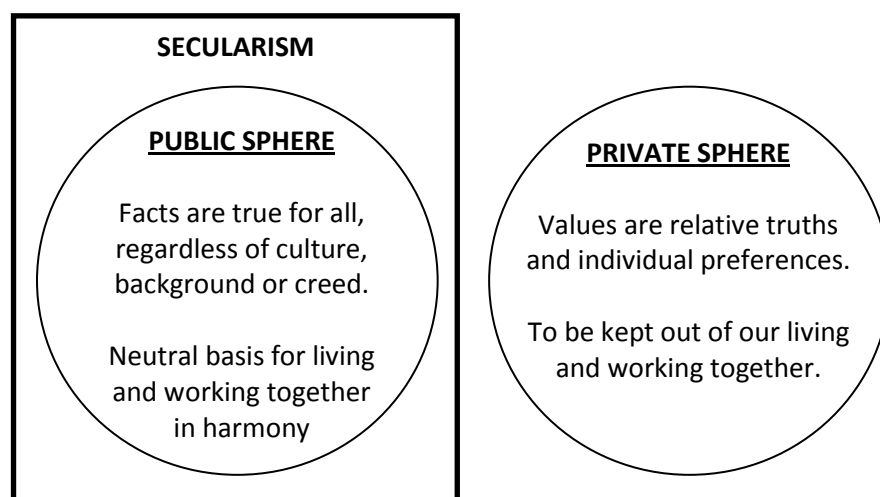 SECULARISM
PUBLIC SPHERE
Facts are true for all,
regardless of culture,
background or creed.
Neutral basis for living
and working together
in harmony
PRIVATE SPHERE
Values are relative truths
and individual preferences.
To be kept out of our living
and working together.